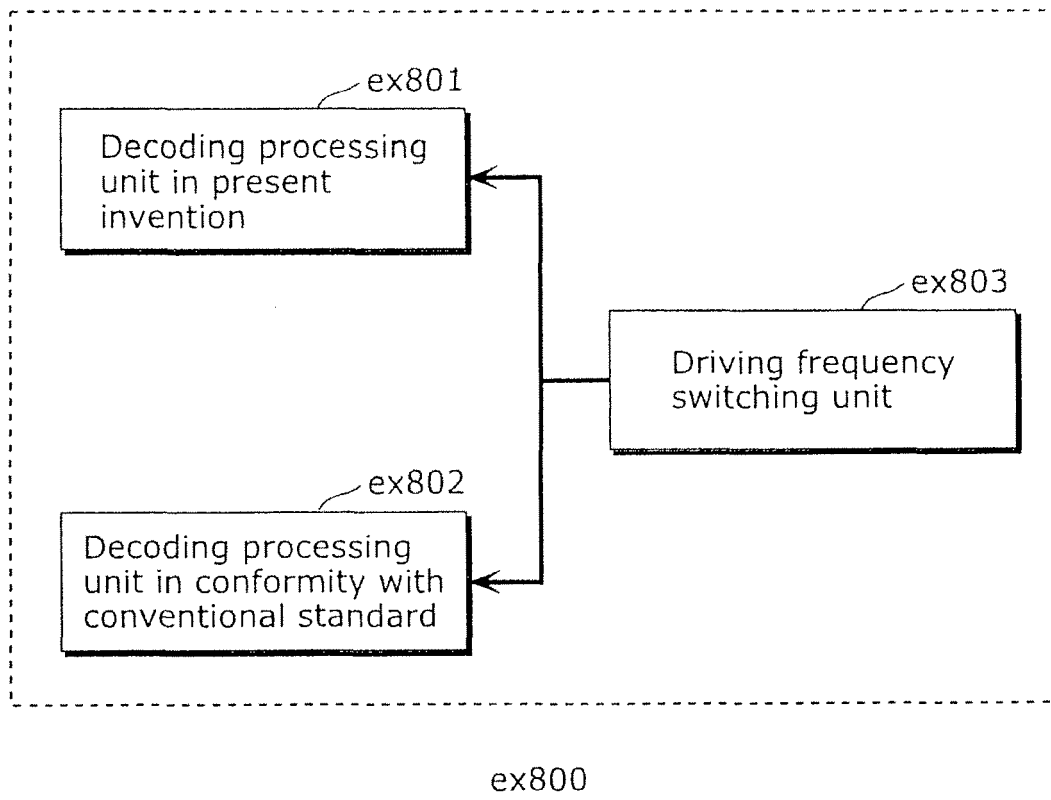 ex801
Decoding processing
unit in present
invention
ex803
Driving frequency
switching unit
ex802
Decoding processing
unit in conformity with
conventional standard
ex800